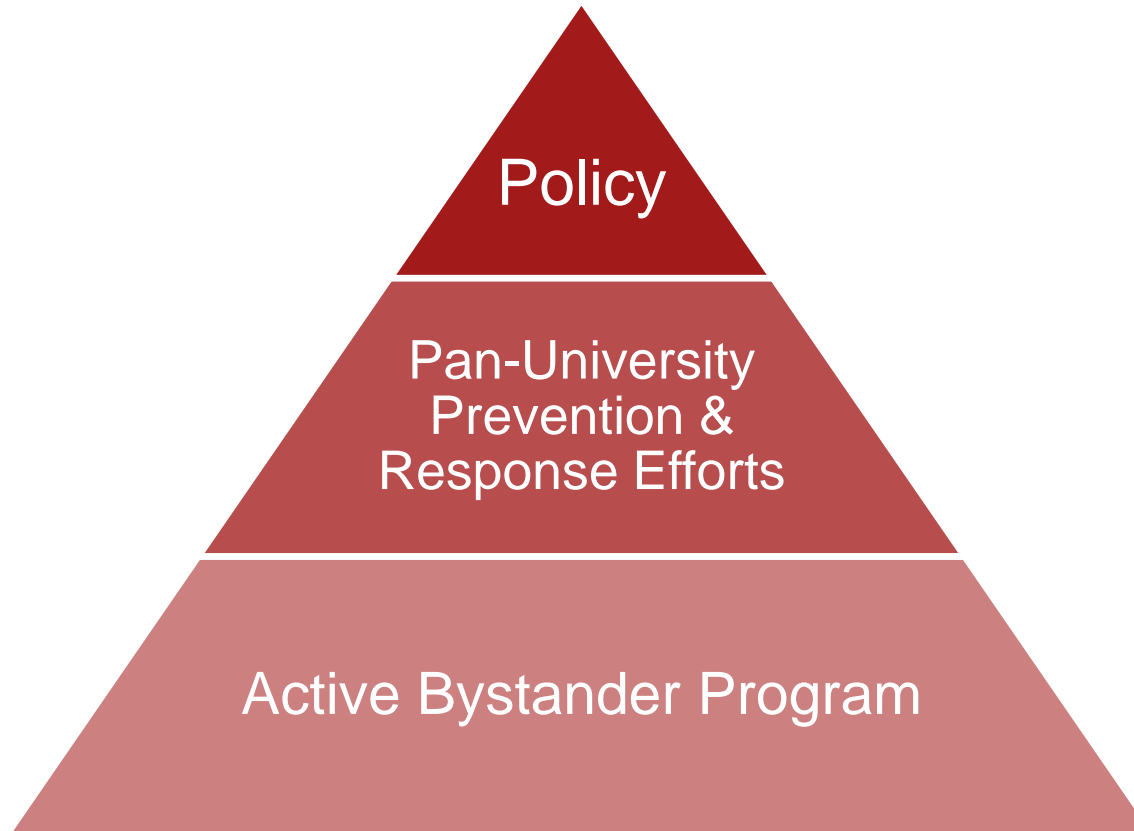 Policy
Pan-University
Prevention &
Response Efforts
Active Bystander Program